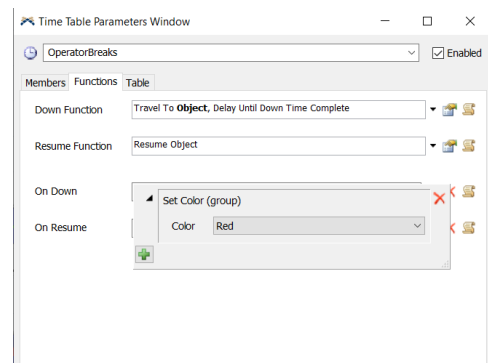 Time Table Parameters Window
OperatorBreaks
Enabled
Members Functions Table
Down Function Travel To Object, Delay Until Down Time Complete
Resume Function Resume Object
On Down
Set Color (group)
On Resume
Color Red